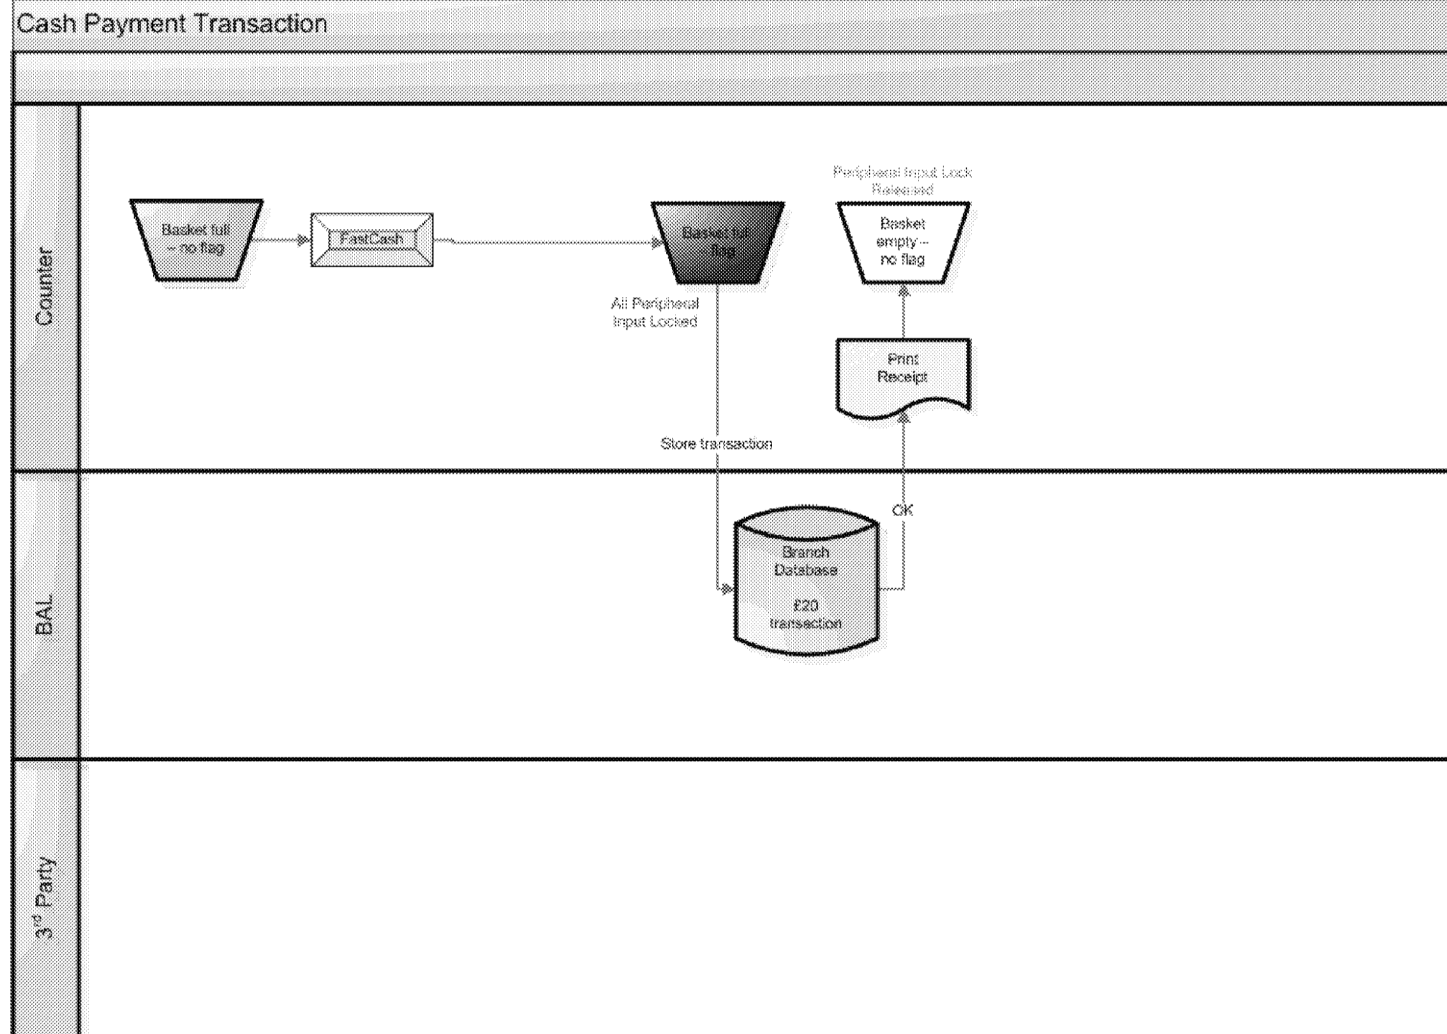 Cash Payment Transaction
Counter
Basket full
– no flag
FastCash
Basket full
– flag
All Peripheral
Input Locked
Peripheral Input Lock
Released
Basket
empty –
no flag
Print
Receipt
Store transaction
BAL
OK
Branch
Database
£20
transaction
3rd Party